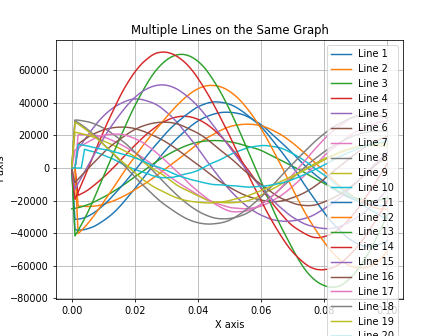 Multiple Lines on the Same Graph
60000
40000
20000
0
−20000
−40000
−60000
−80000
0.00
0.02
0.04
0.06
X axis
axis
Line 1
Line 2
Line 3
Line 4
Line 5
Line 6
Line 7
Line 8
Line 9
Line 10
Line 11
Line 12
Line 13
Line 14
Line 15
Line 16
Line 17
Line 18
Line 19
Line 20